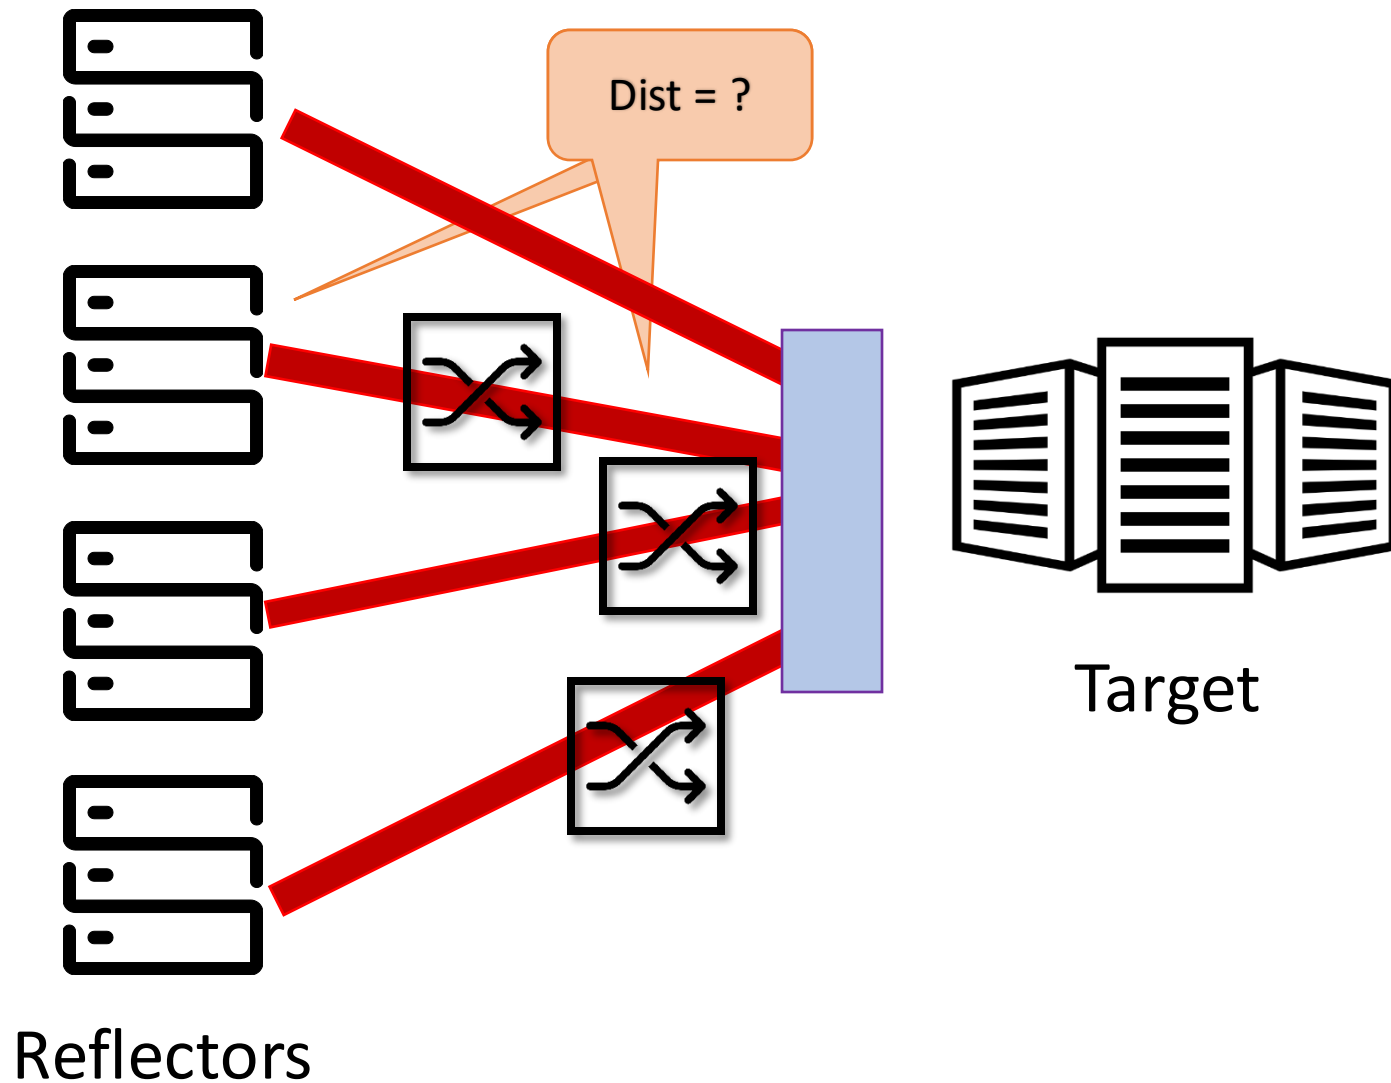 Dist = ?
Target
Reflectors